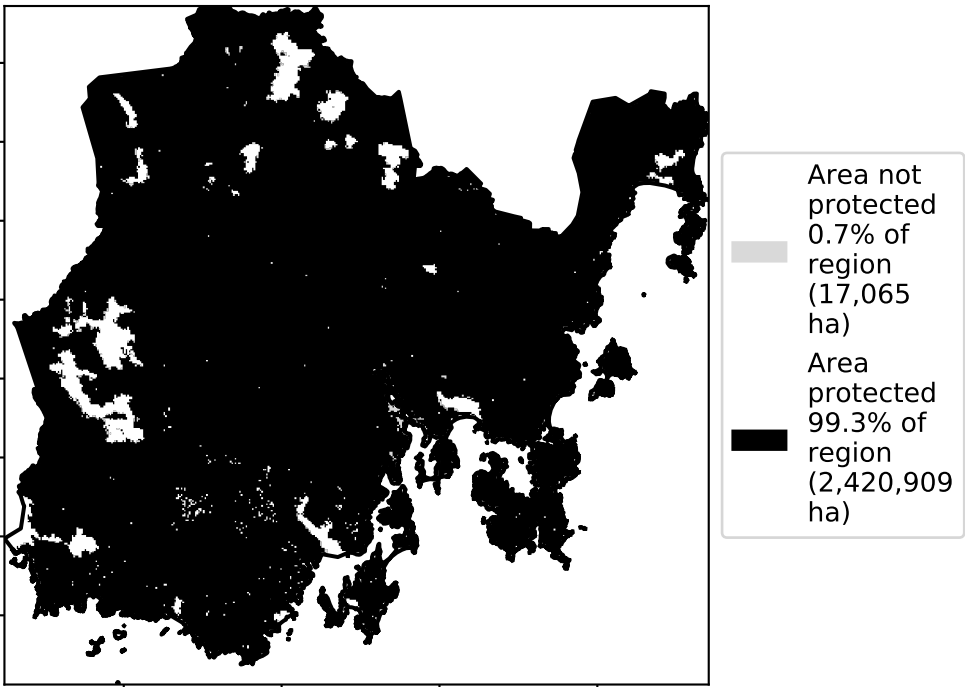 Area not
protected
0.7% of
region
(17,065
ha)
Area
protected
99.3% of
region
(2,420,909
ha)